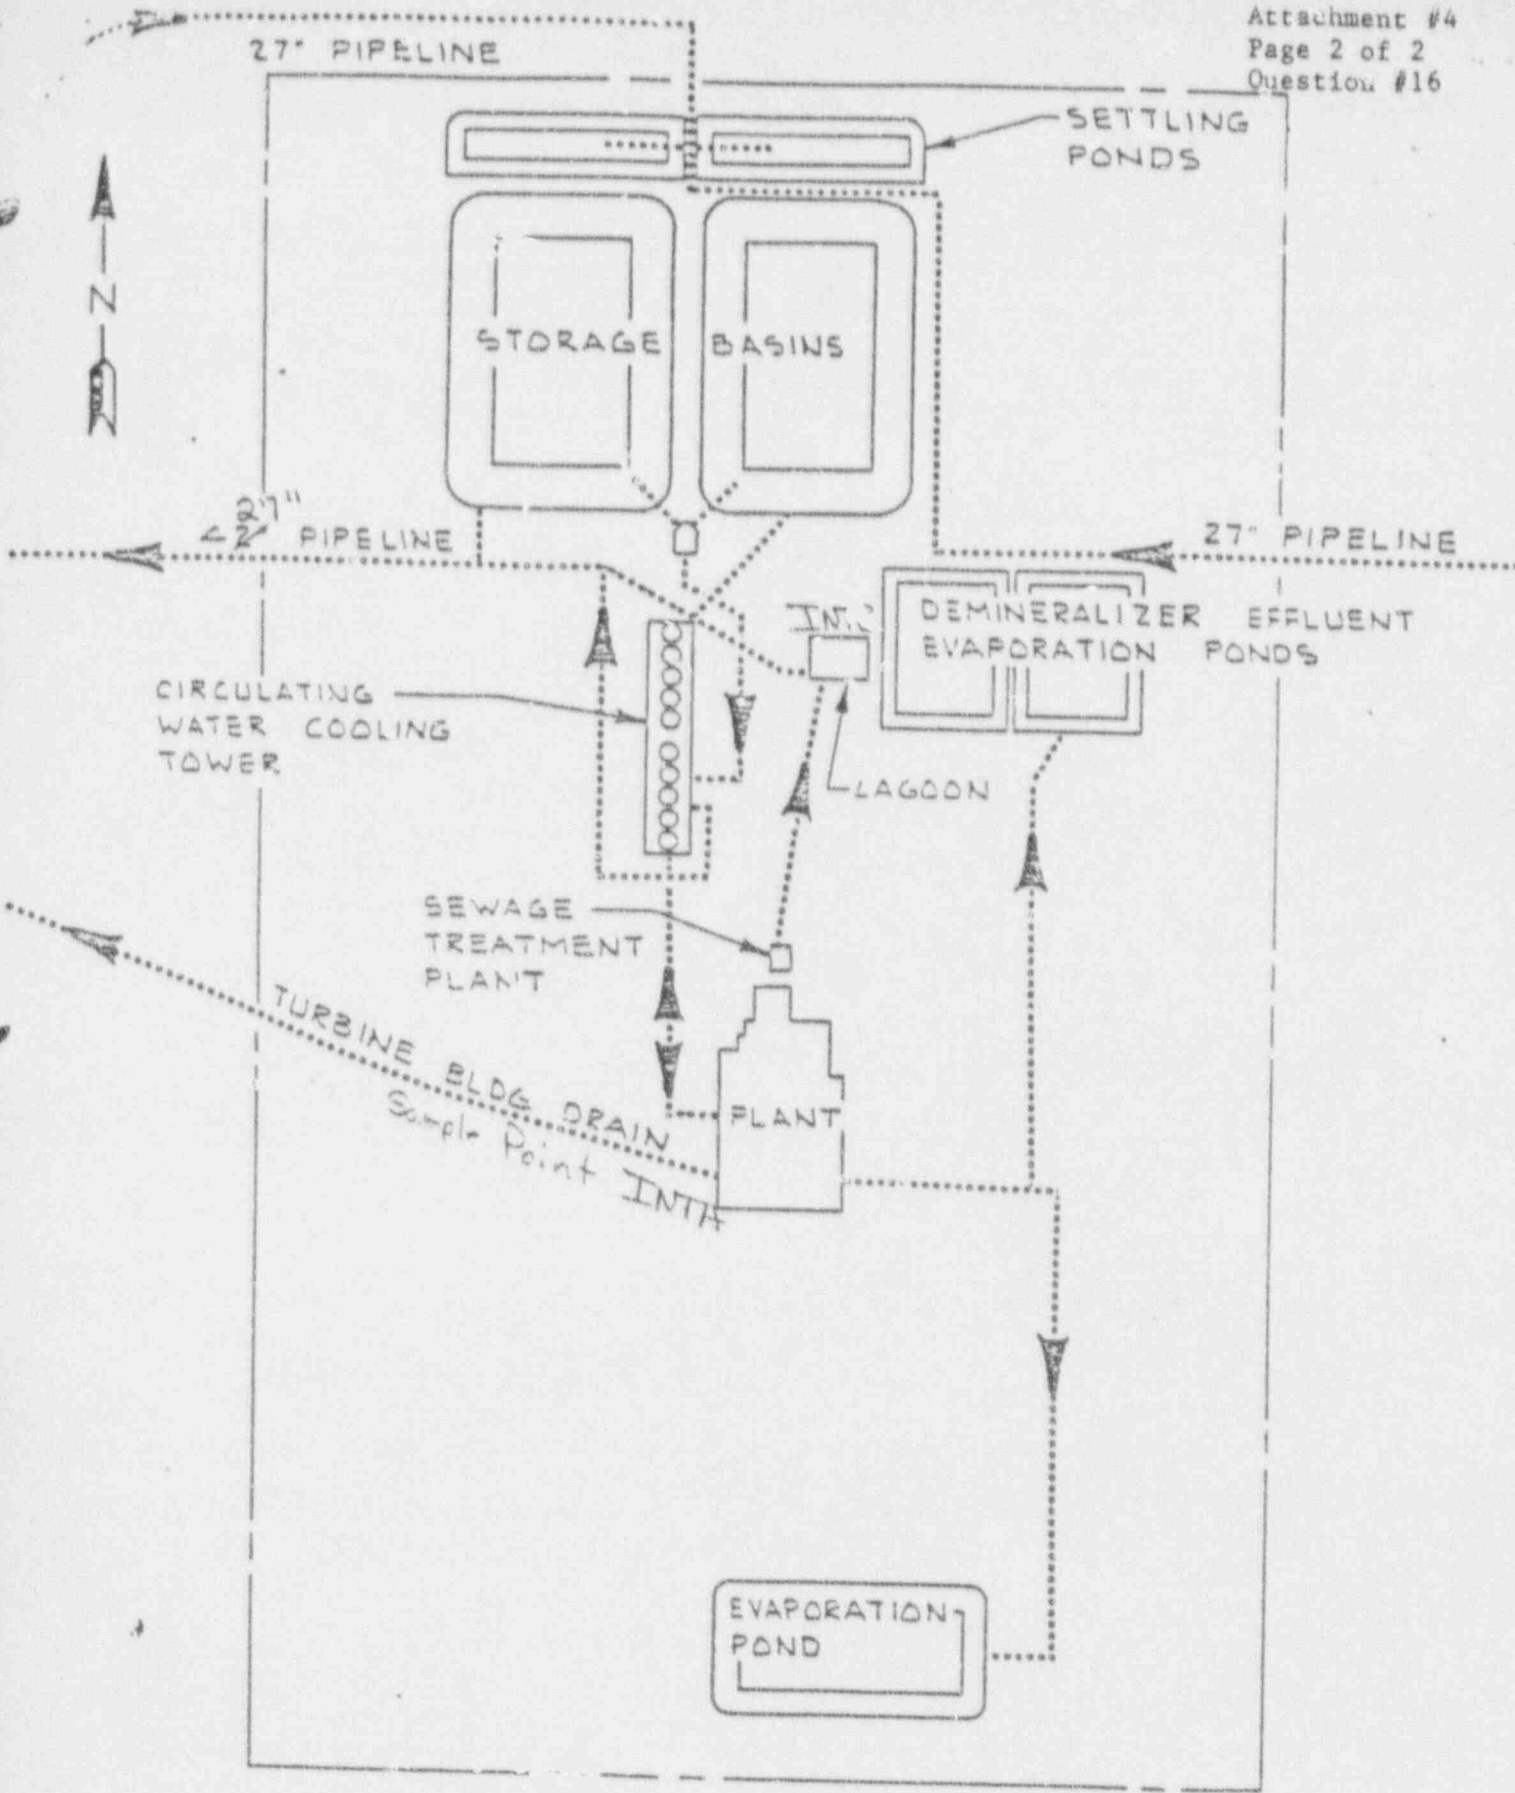 Attachment #4
Page 2 of 2
Question #16
27" PIPELINE
SETTLING
PONDS
N
STORAGE BASINS
27"
PIPELINE
27" PIPELINE
DEMINERALIZER EFFLUENT
EVAPORATION PONDS
CIRCULATING
WATER COOLING
TOWER
LAGOON
SEWAGE
TREATMENT
PLANT
TURBINE BLDG DRAIN
Sample Point INTA
PLANT
EVAPORATION
POND